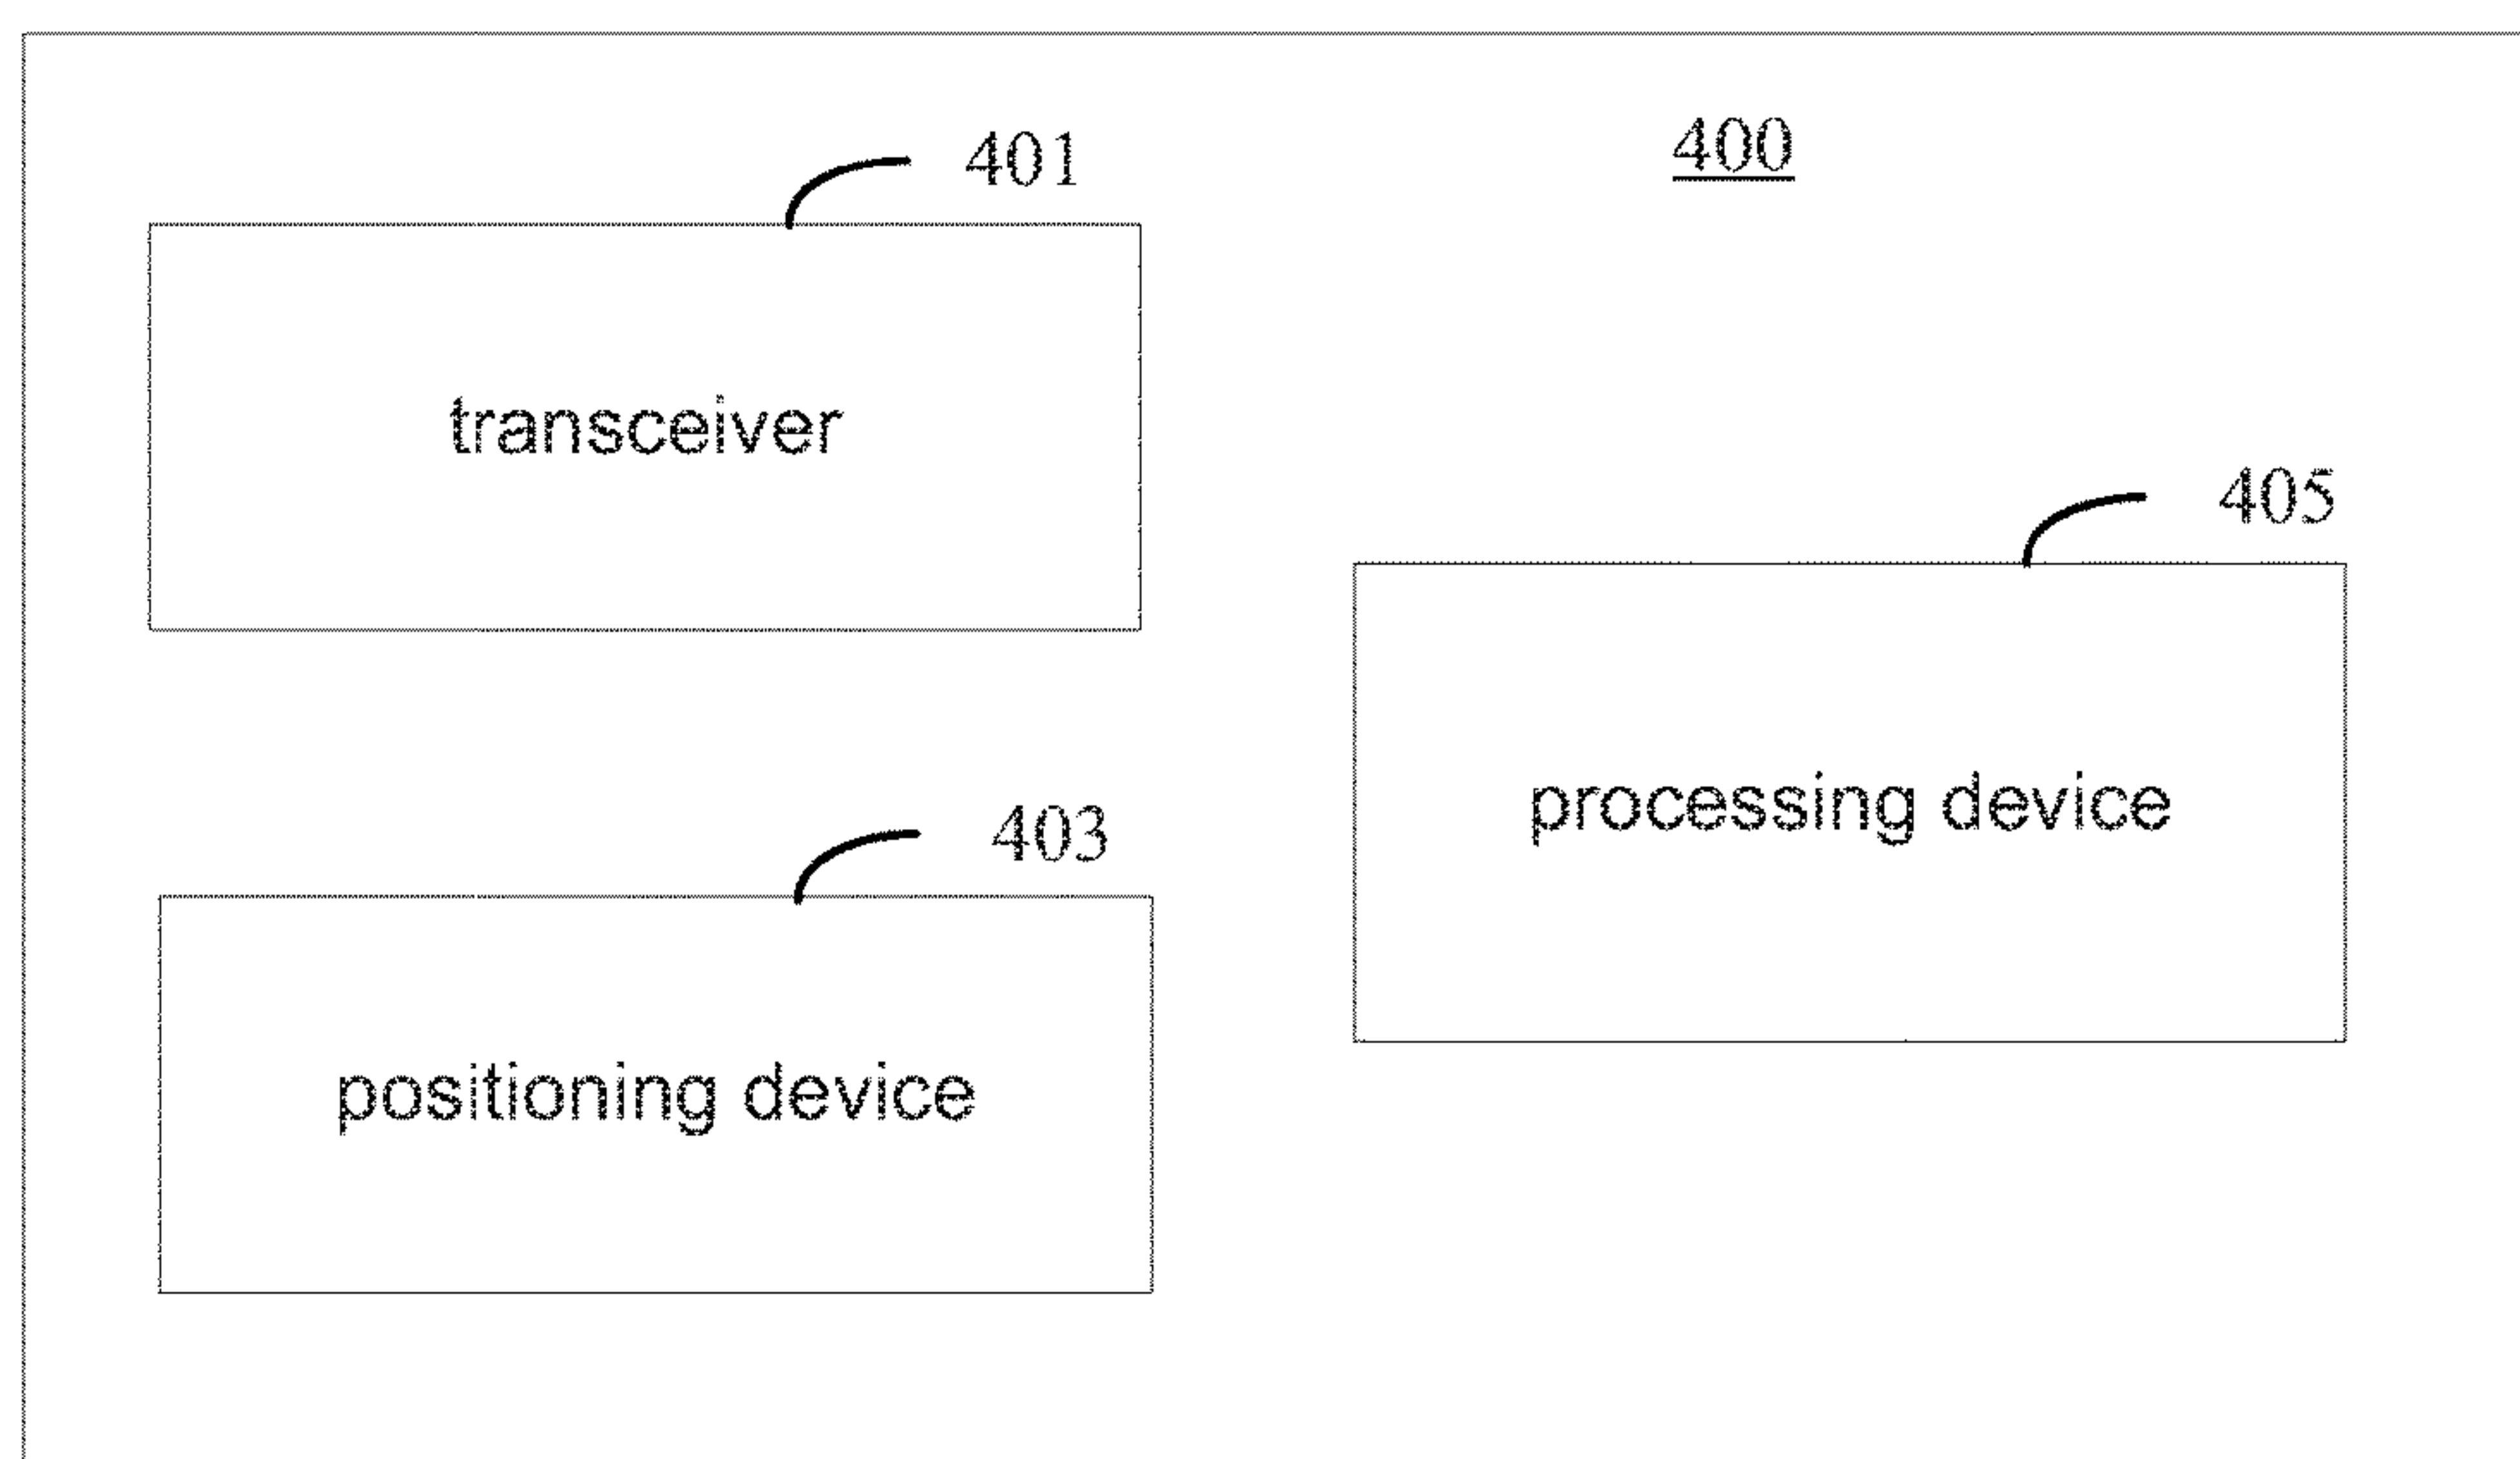 400
401
transceiver
405
processing device
403
positioning device